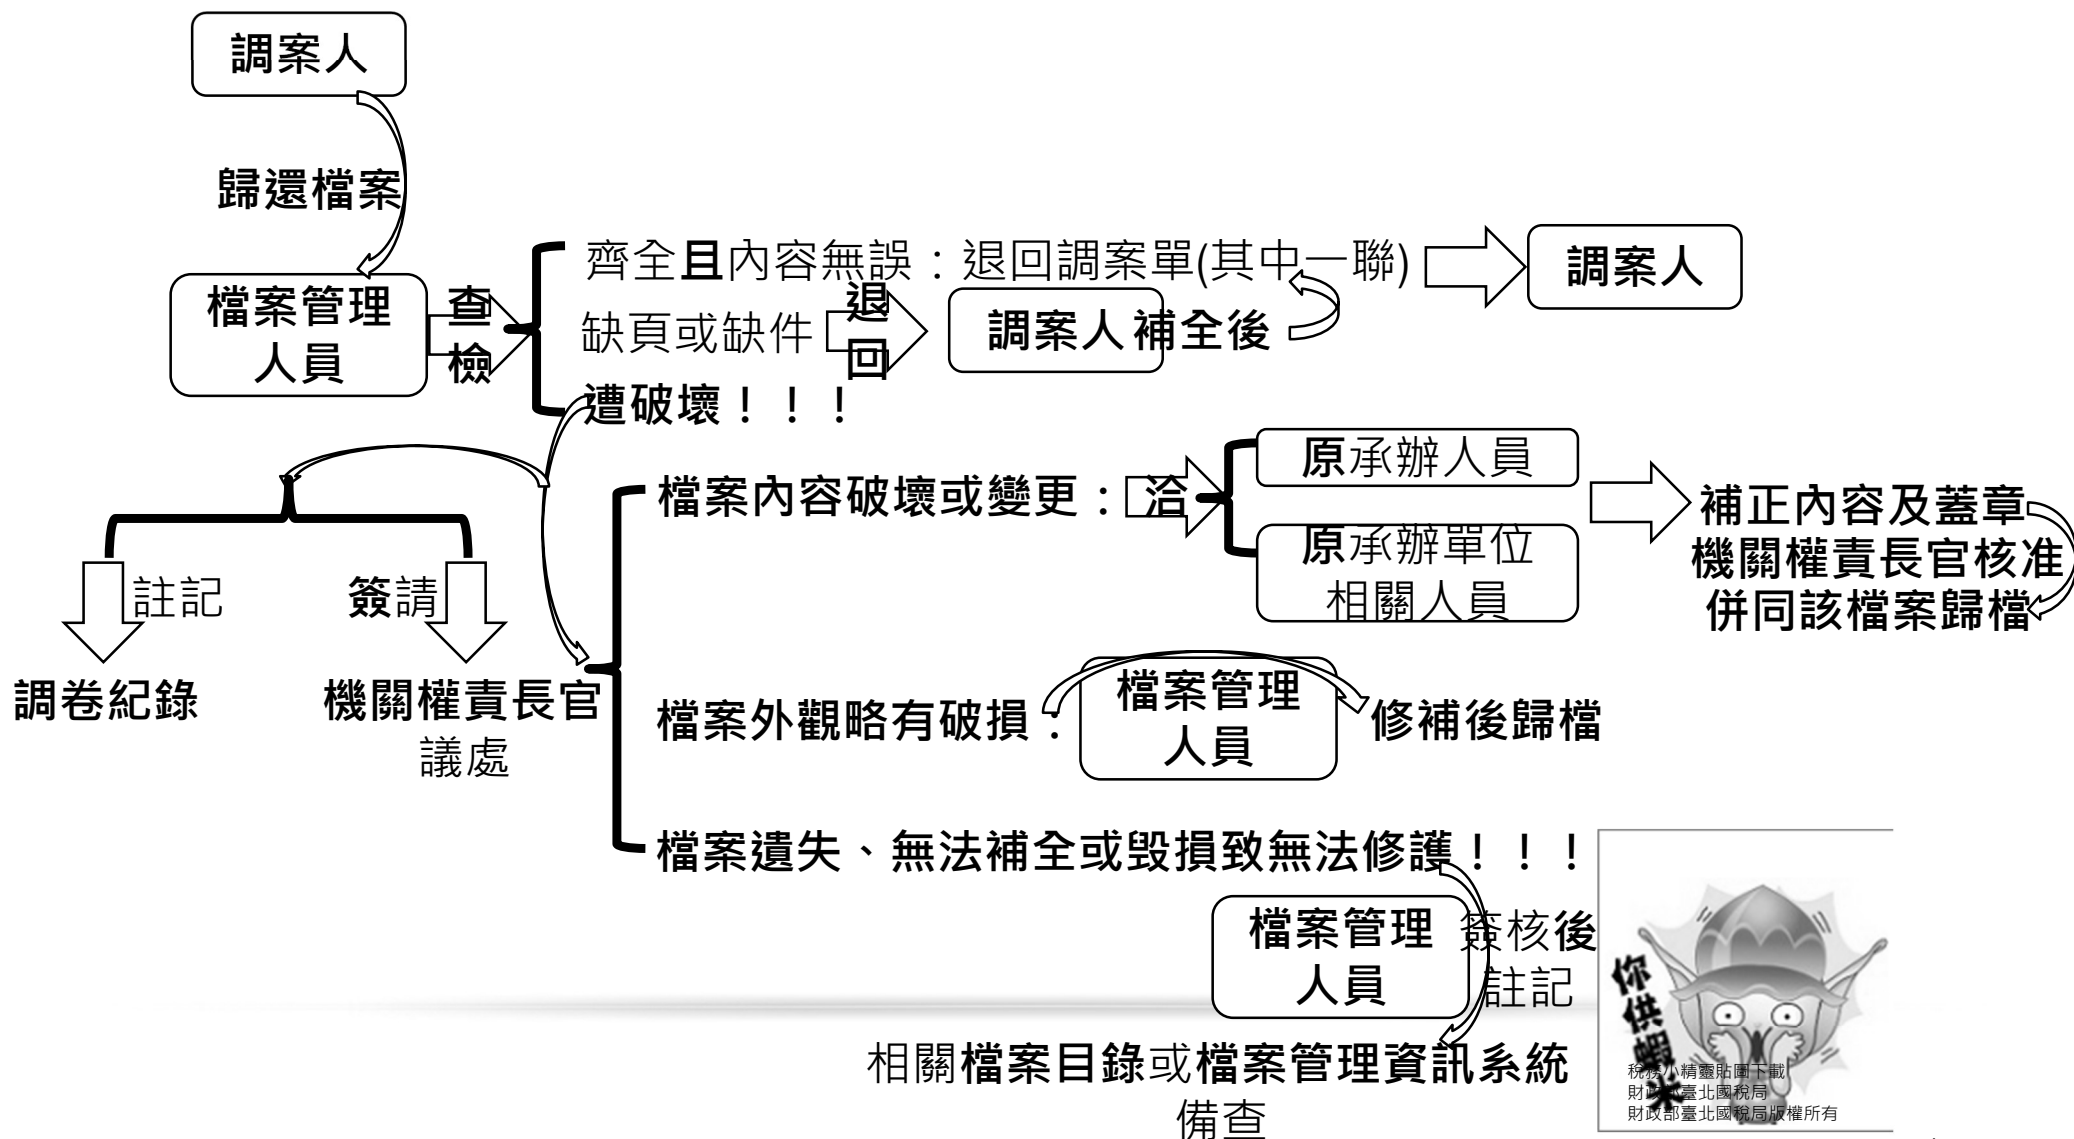 調案人
歸還檔案
檔案管理
人員
查
檢
齊全且內容無誤：退回調案單(其中一聯)
調案人
缺頁或缺件
退
回
調案人補全後
遭破壞！！！
註記
調卷紀錄
簽請
機關權責長官
議處
檔案內容破壞或變更：
洽
原承辦人員
原承辦單位
相關人員
補正內容及蓋章
機關權責長官核准
併同該檔案歸檔
檔案外觀略有破損：
檔案管理
人員
修補後歸檔
檔案遺失、無法補全或毀損致無法修護！！！
檔案管理
人員
簽核後
註記
相關檔案目錄或檔案管理資訊系統
備查
你供蝦米
稅務小精靈貼圖下載
財政部臺北國稅局
財政部臺北國稅局版權所有